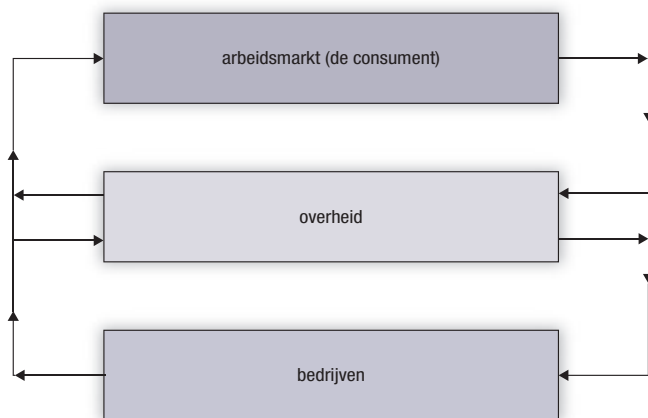 arbeidsmarkt (de consument)
overheid
bedrijven